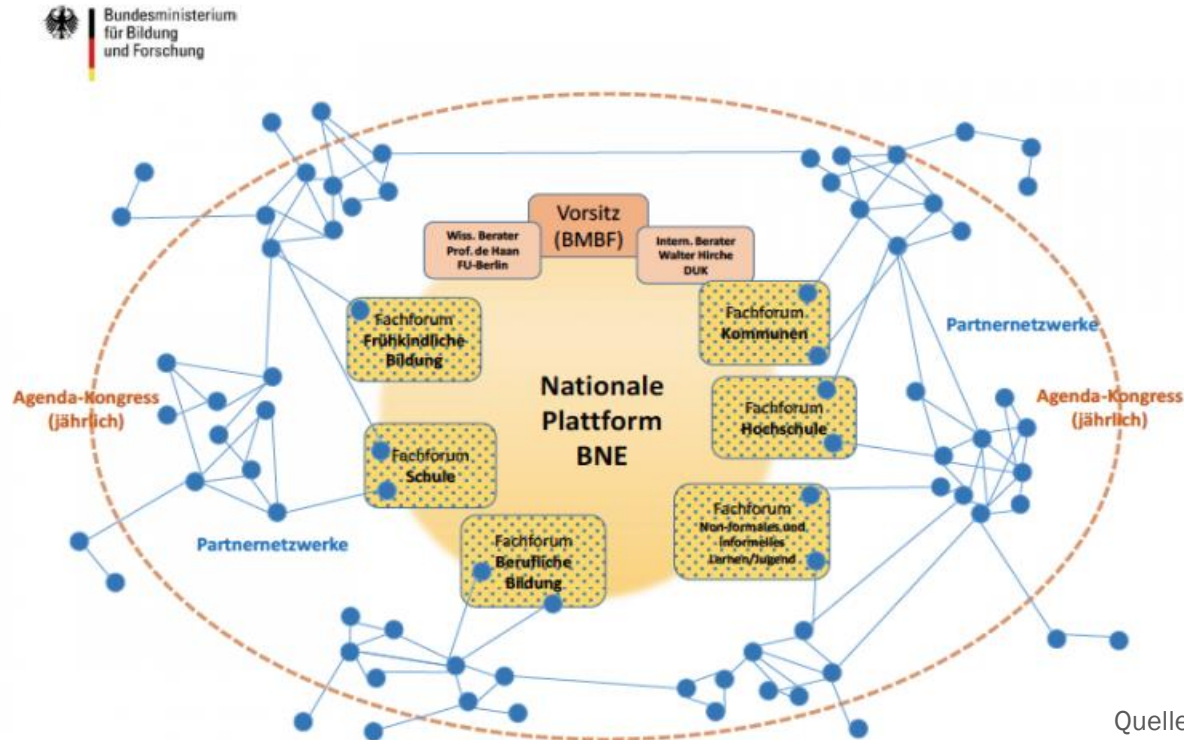 Bundesministerium
für Bildung
und Forschung
Vorsitz
(BMBF)
Wiss. Berater
Prof. de Haan
FU-Berlin
Intern. Berater
Walter Hirche
DUK
Fachforum
Frühkindliche
Bildung
Fachforum
Kommunen
Partnernetzwerke
Nationale
Plattform
BNE
Agenda-Kongress
(jährlich)
Agenda-Kongress
(jährlich)
Fachforum
Hochschule
Fachforum
Schule
Fachforum
Non-formales und
informelles
Lernen/Jugend
Partnernetzwerke
Fachforum
Berufliche
Bildung
Quelle